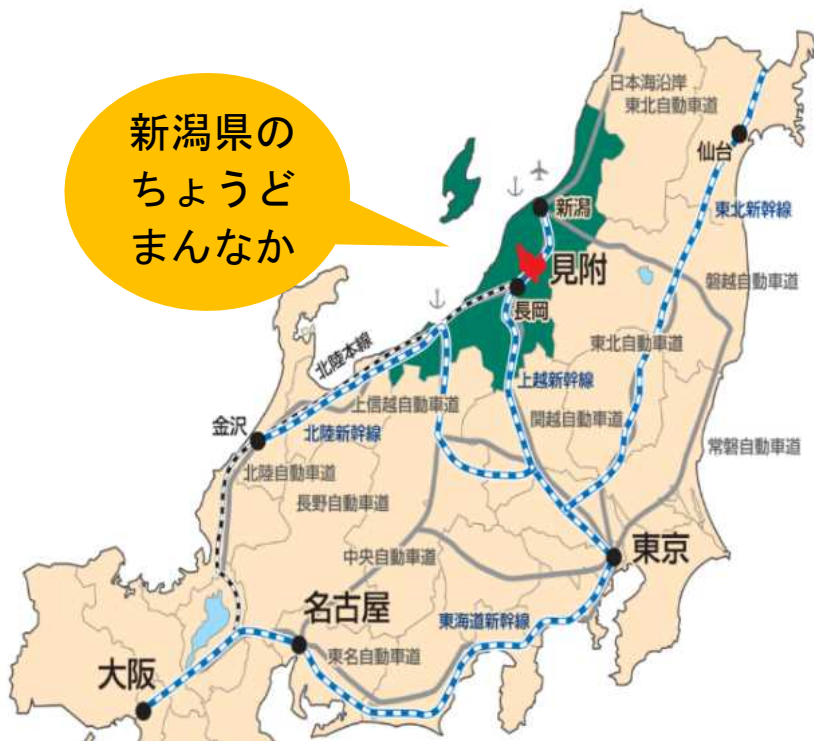 新潟県の
ちょうど
まんなか
日本海沿岸
東北自動車道
仙台
新潟
東北新幹線
見附
磐越自動車道
長岡
東北自動車道
北陸本線
上越新幹線
上信越自動車道
関越自動車道
金沢
北陸新幹線
常磐自動車道
北陸自動車道
長野自動車道
中央自動車道
東京
名古屋
東海道新幹線
東名自動車道
大阪